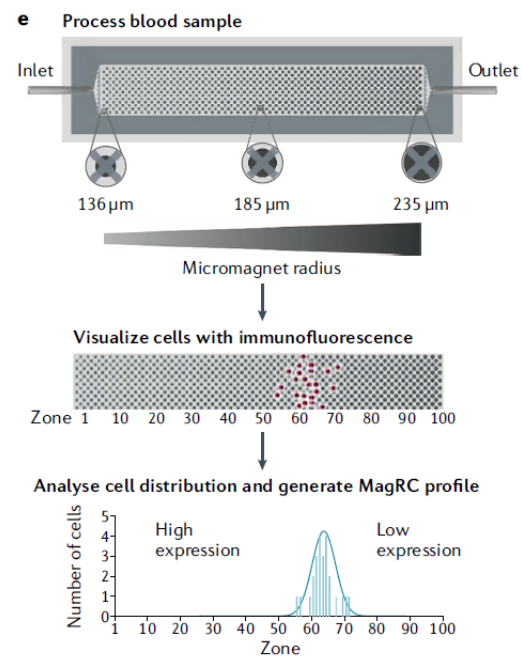 e Process blood sample
Inlet
Outlet
136 µm
185 µm
235 µm
Micromagnet radius
Visualize cells with immunofluorescence
Zone 1 10 20 30 40 50 60 70 80 90 100
Analyse cell distribution and generate MagRC profile
Number of cells
5
4
3
2
1
0
High
expression
Low
expression
1 10 20 30 40 50 60 70 80 90 100
Zone